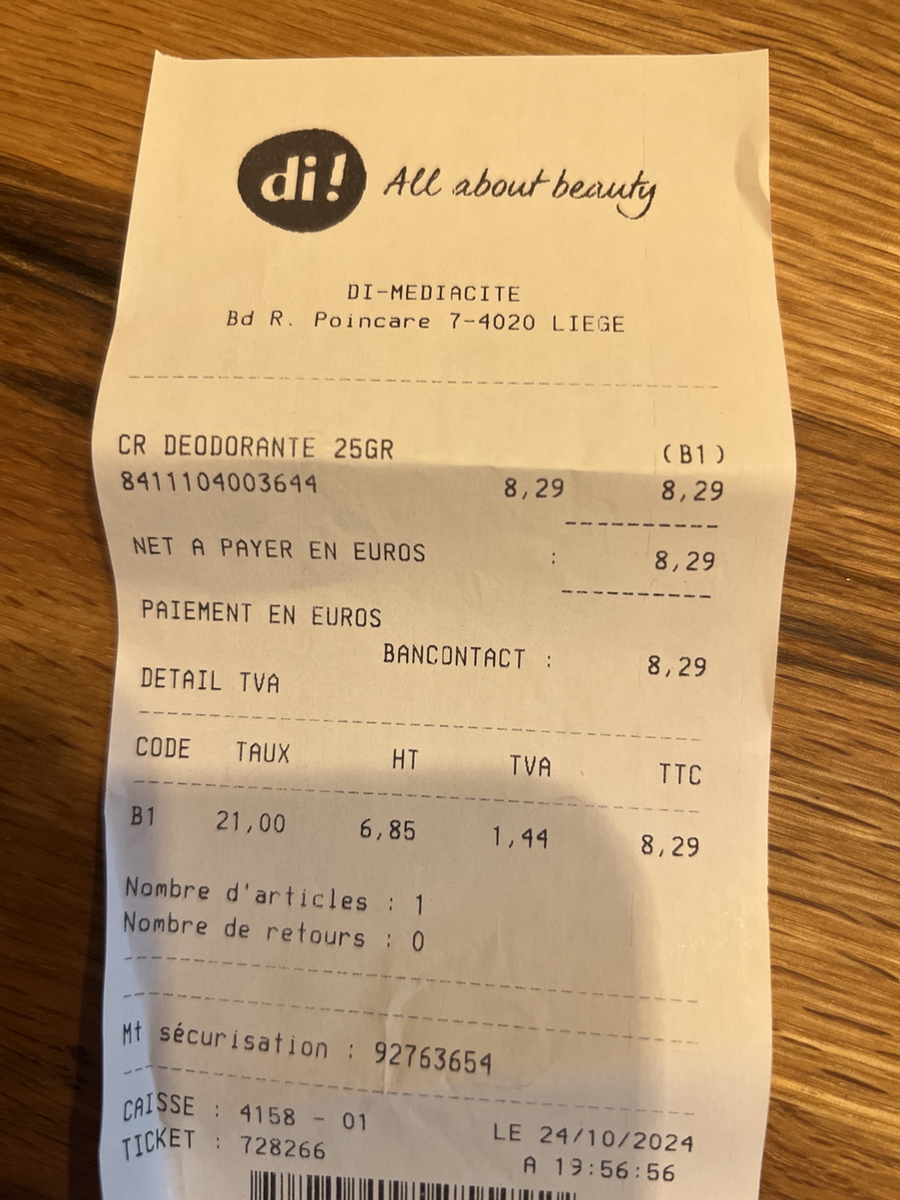 di! All about beauty
DI-MEDIACITE
Bd R. Poincare 7-4020 LIEGE
CR DEODORANTE 25GR (B1)
8411104003644 8,29 8,29
NET A PAYER EN EUROS : 8,29
PAIEMENT EN EUROS
BANCONTACT : 8,29
DETAIL TVA
CODE TAUX HT TVA TTC
B1 21,00 6,85 1,44 8,29
Nombre d'articles : 1
Nombre de retours : 0
Mt sécurisation : 92763654
CAISSE : 4158 - 01 LE 24/10/2024
TICKET : 728266 A 19:56:56